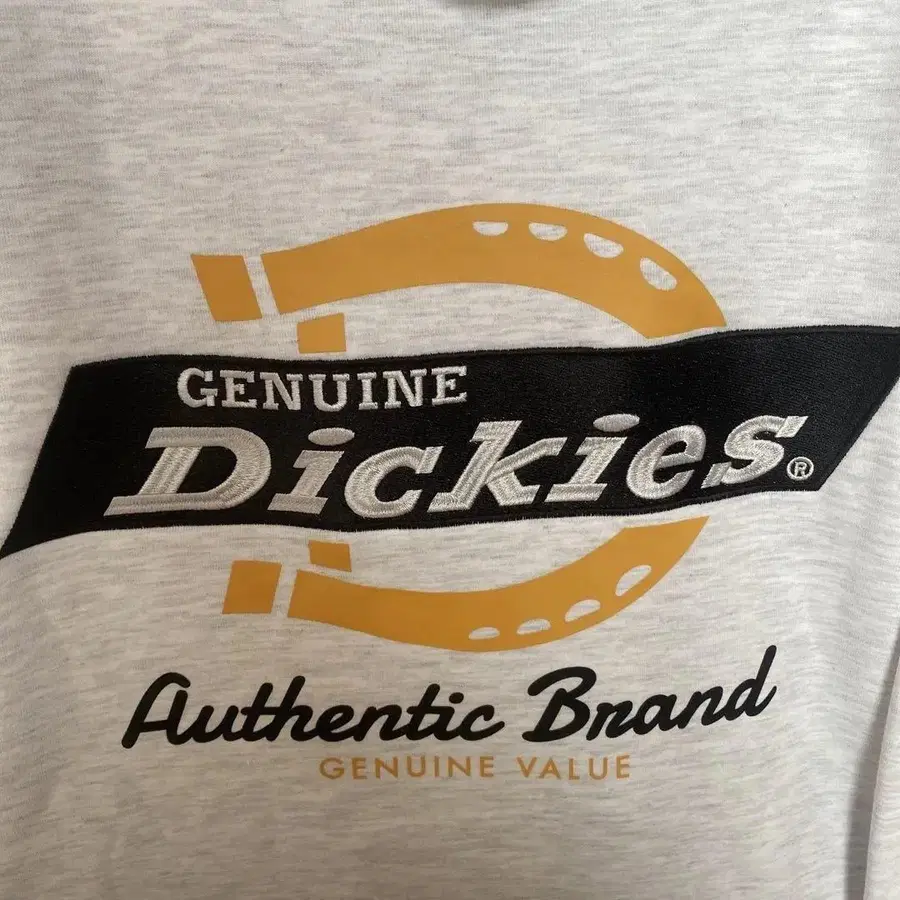 GENUINE
Dickies®
Authentic Brand
GENUINE VALUE